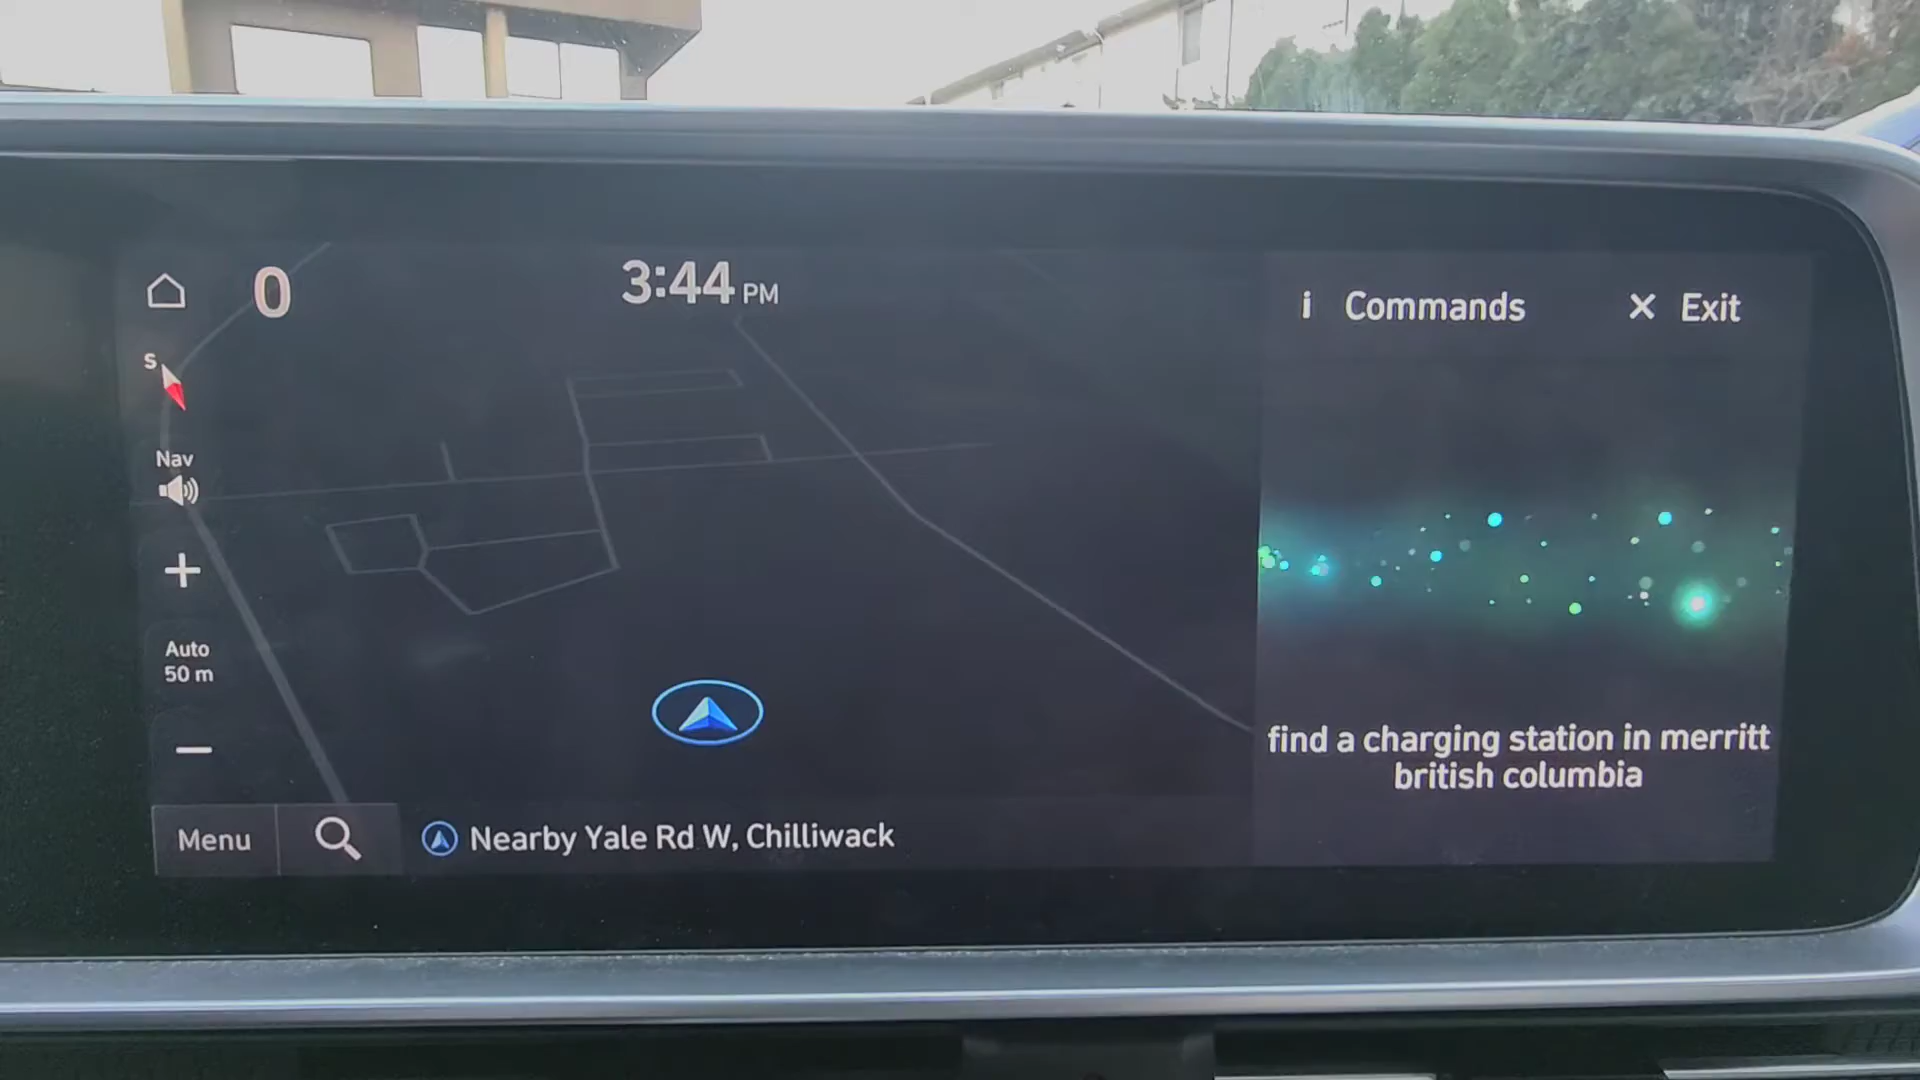 0
3:44 PM
i Commands
X Exit
S
Nav
+
Auto
50 m
find a charging station in merritt
british columbia
Menu
Nearby Yale Rd W, Chilliwack